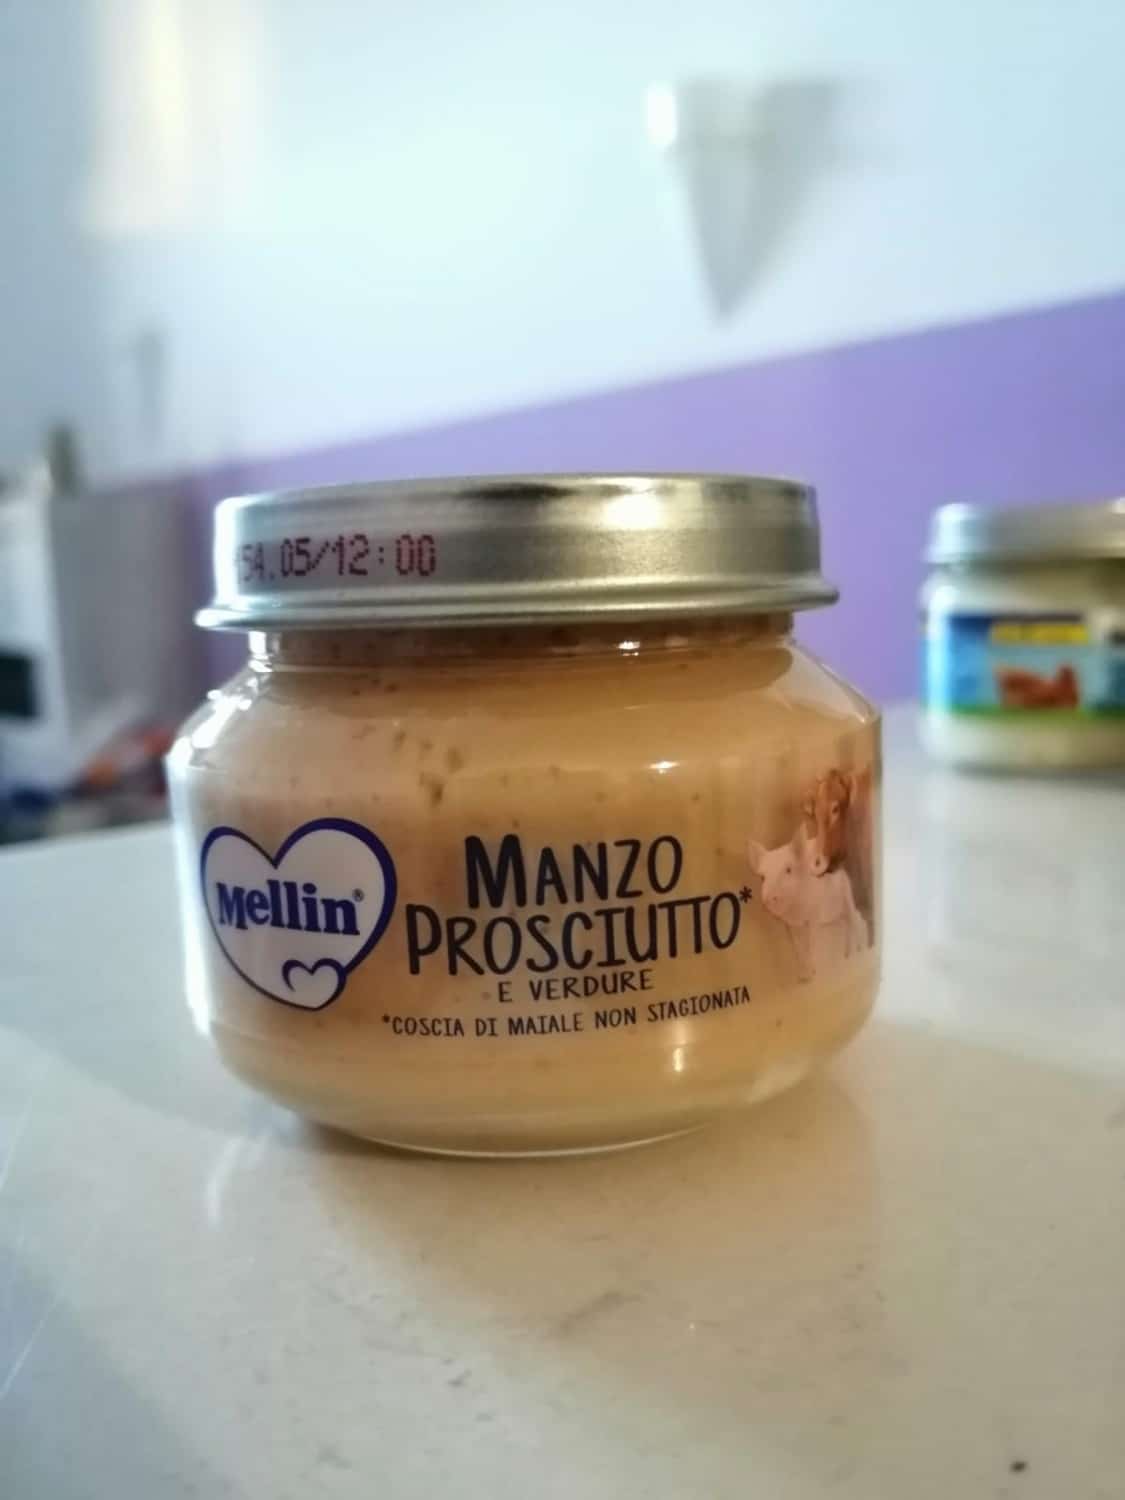 54.05/12:00
Mellin®
MANZO
PROSCIUTTO*
E VERDURE
*COSCIA DI MAIALE NON STAGIONATA